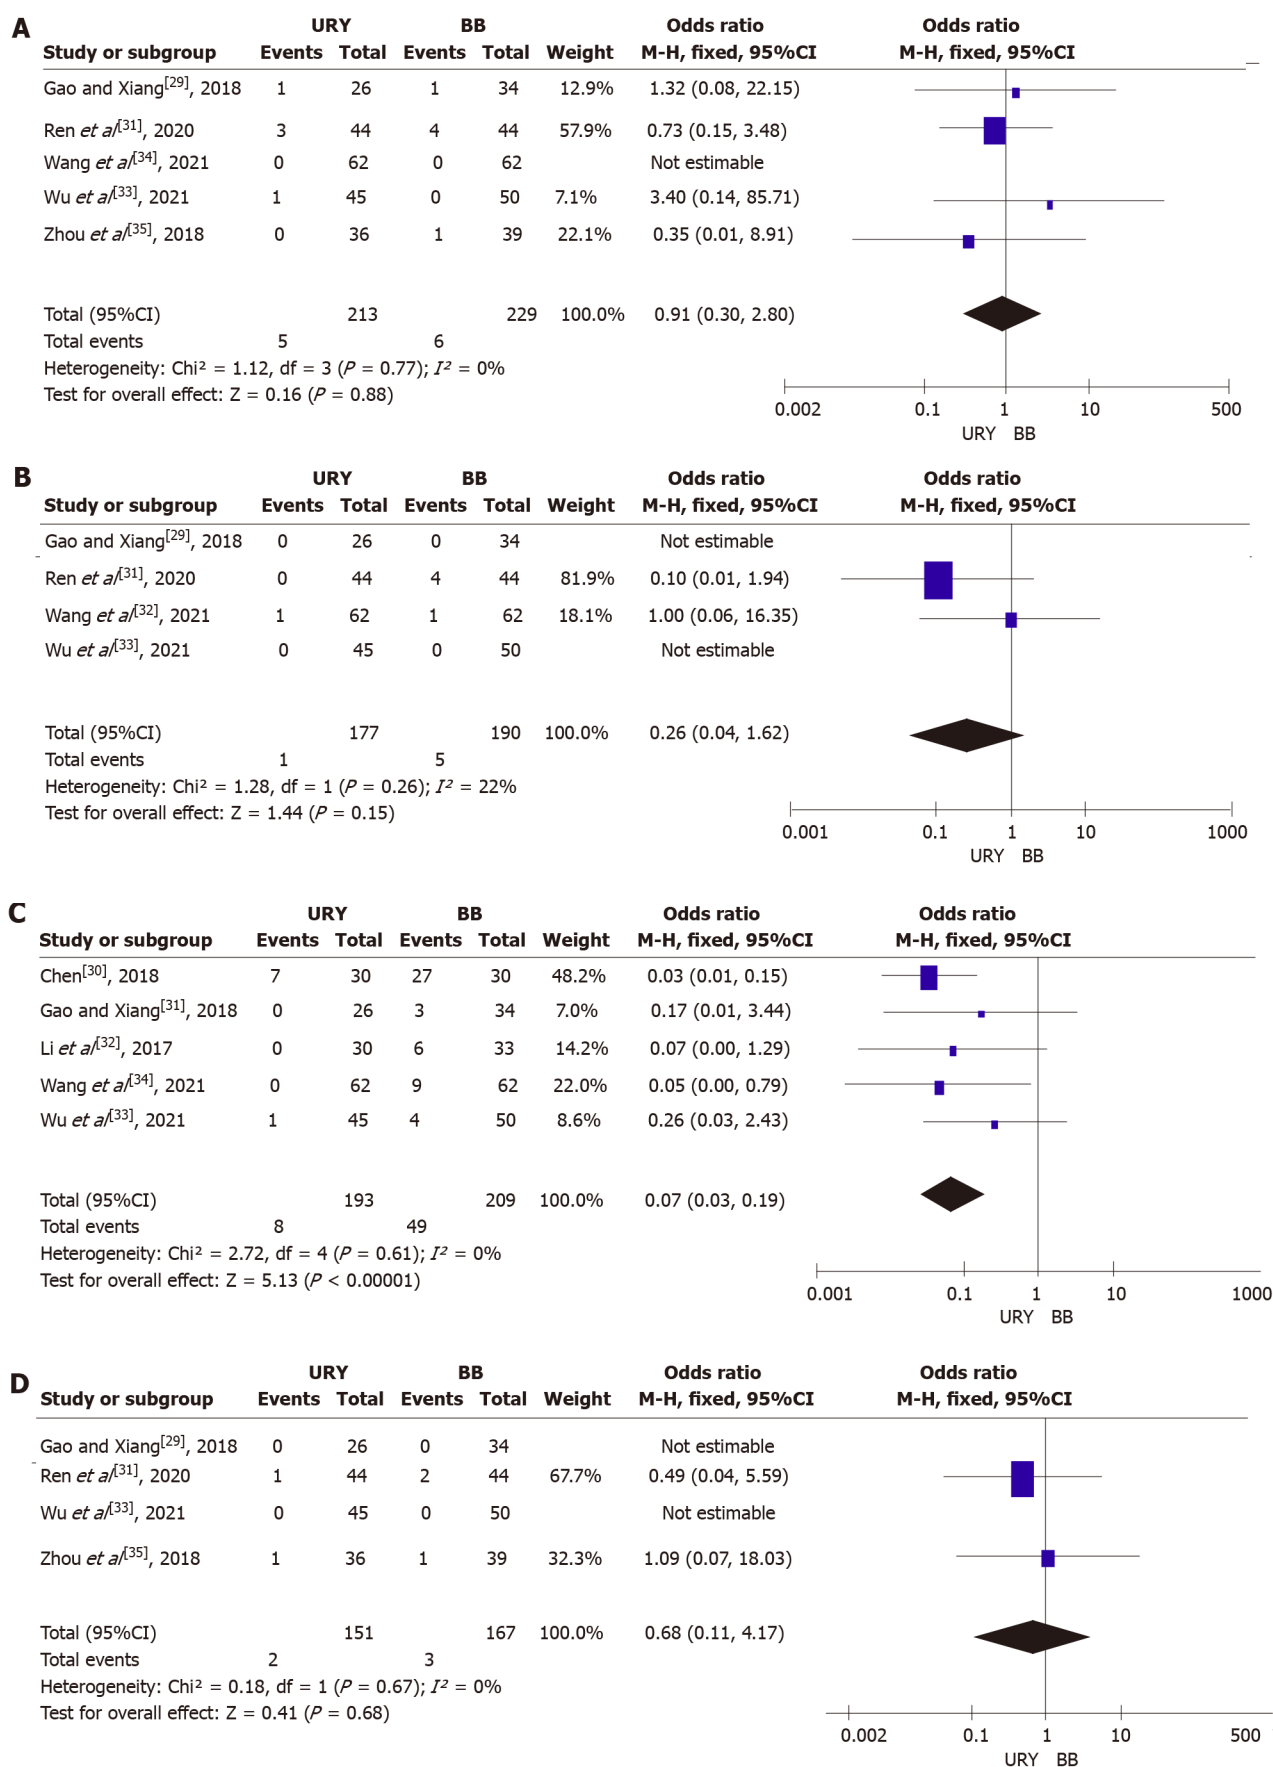 A
URY BB Odds ratio Odds ratio
Study or subgroup Events Total Events Total Weight M-H, fixed, 95%CI M-H, fixed, 95%CI
Gao and Xiang[29], 2018 1 26 1 34 12.9% 1.32 (0.08, 22.15)
Ren et al[31], 2020 3 44 4 44 57.9% 0.73 (0.15, 3.48)
Wang et al[34], 2021 0 62 0 62 Not estimable
Wu et al[33], 2021 1 45 0 50 7.1% 3.40 (0.14, 85.71)
Zhou et al[35], 2018 0 36 1 39 22.1% 0.35 (0.01, 8.91)
Total (95%CI) 213 229 100.0% 0.91 (0.30, 2.80)
Total events 5 6
Heterogeneity: Chi² = 1.12, df = 3 (P = 0.77); I² = 0%
Test for overall effect: Z = 0.16 (P = 0.88)
0.002 0.1 1 10 500
URY BB
B
URY BB Odds ratio Odds ratio
Study or subgroup Events Total Events Total Weight M-H, fixed, 95%CI M-H, fixed, 95%CI
Gao and Xiang[29], 2018 0 26 0 34 Not estimable
Ren et al[31], 2020 0 44 4 44 81.9% 0.10 (0.01, 1.94)
Wang et al[32], 2021 1 62 1 62 18.1% 1.00 (0.06, 16.35)
Wu et al[33], 2021 0 45 0 50 Not estimable
Total (95%CI) 177 190 100.0% 0.26 (0.04, 1.62)
Total events 1 5
Heterogeneity: Chi² = 1.28, df = 1 (P = 0.26); I² = 22%
Test for overall effect: Z = 1.44 (P = 0.15)
0.001 0.1 1 10 1000
URY BB
C
URY BB Odds ratio Odds ratio
Study or subgroup Events Total Events Total Weight M-H, fixed, 95%CI M-H, fixed, 95%CI
Chen[30], 2018 7 30 27 30 48.2% 0.03 (0.01, 0.15)
Gao and Xiang[31], 2018 0 26 3 34 7.0% 0.17 (0.01, 3.44)
Li et al[32], 2017 0 30 6 33 14.2% 0.07 (0.00, 1.29)
Wang et al[34], 2021 0 62 9 62 22.0% 0.05 (0.00, 0.79)
Wu et al[33], 2021 1 45 4 50 8.6% 0.26 (0.03, 2.43)
Total (95%CI) 193 209 100.0% 0.07 (0.03, 0.19)
Total events 8 49
Heterogeneity: Chi² = 2.72, df = 4 (P = 0.61); I² = 0%
Test for overall effect: Z = 5.13 (P < 0.00001)
0.001 0.1 1 10 1000
URY BB
D
URY BB Odds ratio Odds ratio
Study or subgroup Events Total Events Total Weight M-H, fixed, 95%CI M-H, fixed, 95%CI
Gao and Xiang[29], 2018 0 26 0 34 Not estimable
Ren et al[31], 2020 1 44 2 44 67.7% 0.49 (0.04, 5.59)
Wu et al[33], 2021 0 45 0 50 Not estimable
Zhou et al[35], 2018 1 36 1 39 32.3% 1.09 (0.07, 18.03)
Total (95%CI) 151 167 100.0% 0.68 (0.11, 4.17)
Total events 2 3
Heterogeneity: Chi² = 0.18, df = 1 (P = 0.67); I² = 0%
Test for overall effect: Z = 0.41 (P = 0.68)
0.002 0.1 1 10 500
URY BB